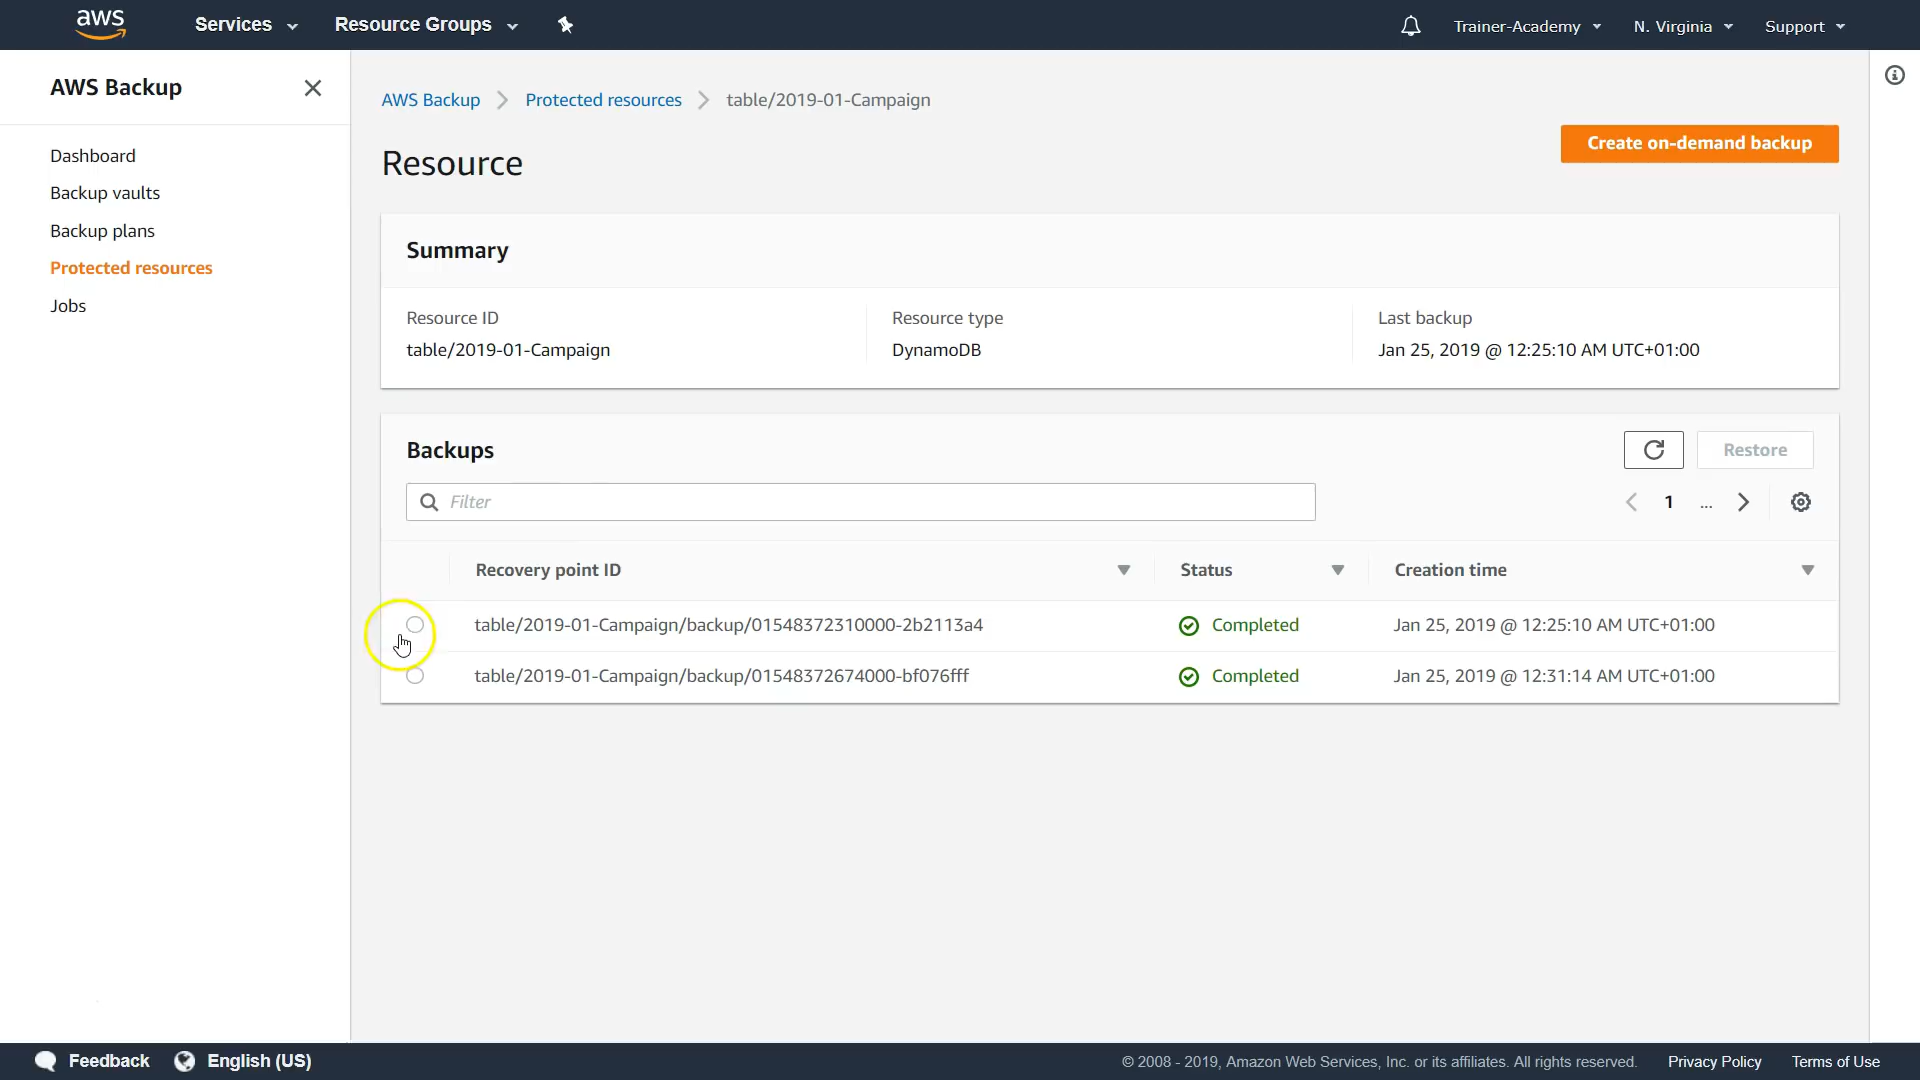 aws Services Resource Groups Trainer-Academy N. Virginia Support
AWS Backup
Dashboard
Backup vaults
Backup plans
Protected resources
Jobs
AWS Backup Protected resources table/2019-01-Campaign
Resource
Create on-demand backup
Summary
Resource ID
table/2019-01-Campaign
Resource type
DynamoDB
Last backup
Jan 25, 2019 @ 12:25:10 AM UTC+01:00
Backups
Restore
Filter
1 ...
Recovery point ID Status Creation time
table/2019-01-Campaign/backup/01548372310000-2b2113a4 Completed Jan 25, 2019 @ 12:25:10 AM UTC+01:00
table/2019-01-Campaign/backup/01548372674000-bf076fff Completed Jan 25, 2019 @ 12:31:14 AM UTC+01:00
Feedback English (US) © 2008 - 2019, Amazon Web Services, Inc. or its affiliates. All rights reserved. Privacy Policy Terms of Use